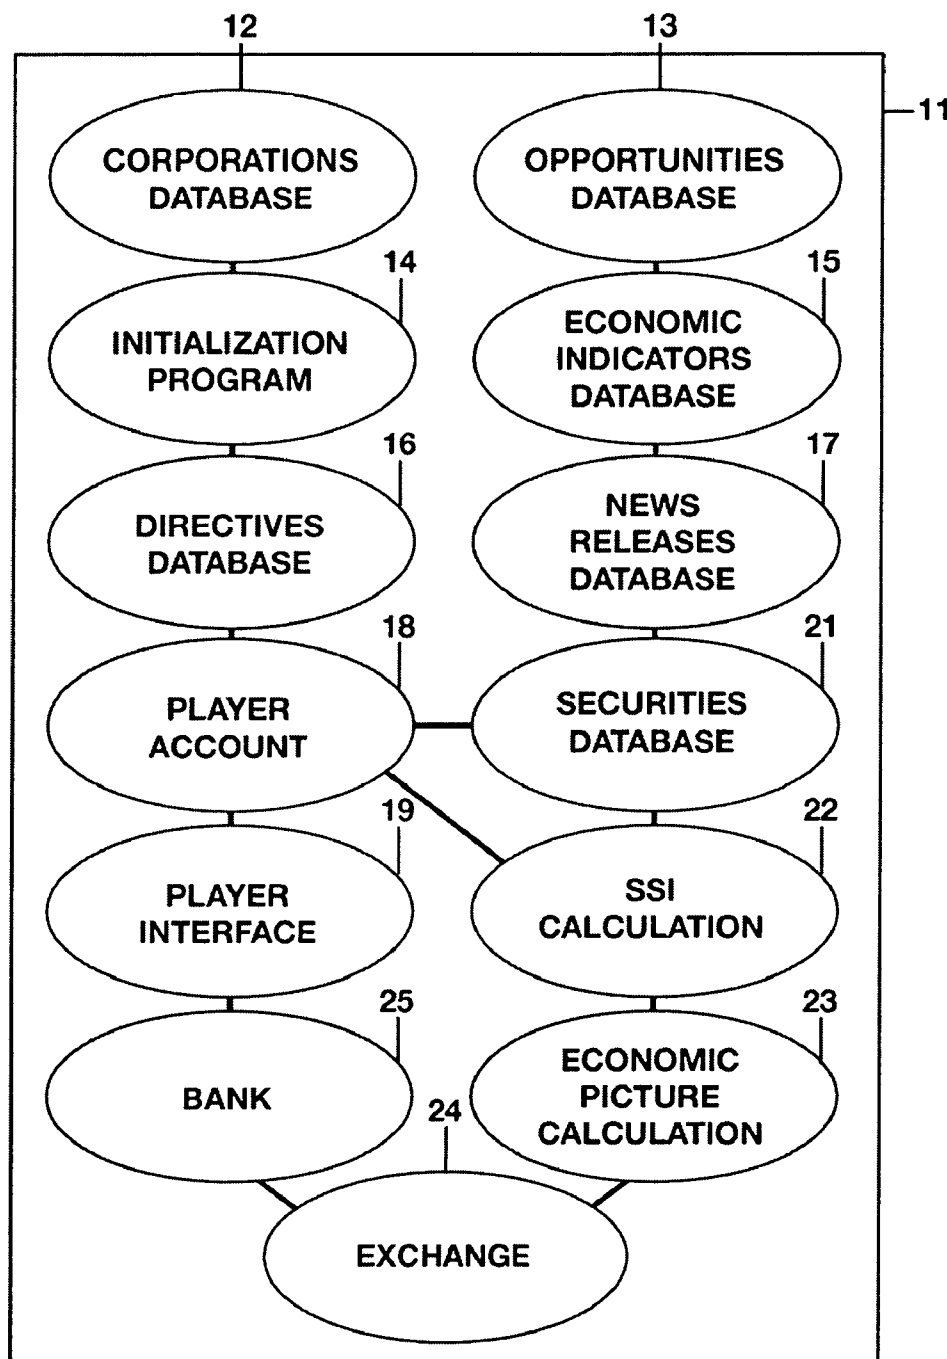 12
13
11
CORPORATIONS
DATABASE
OPPORTUNITIES
DATABASE
14
15
INITIALIZATION
PROGRAM
ECONOMIC
INDICATORS
DATABASE
16
17
DIRECTIVES
DATABASE
NEWS
RELEASES
DATABASE
18
21
PLAYER
ACCOUNT
SECURITIES
DATABASE
19
22
PLAYER
INTERFACE
SSI
CALCULATION
25
23
BANK
ECONOMIC
PICTURE
CALCULATION
24
EXCHANGE